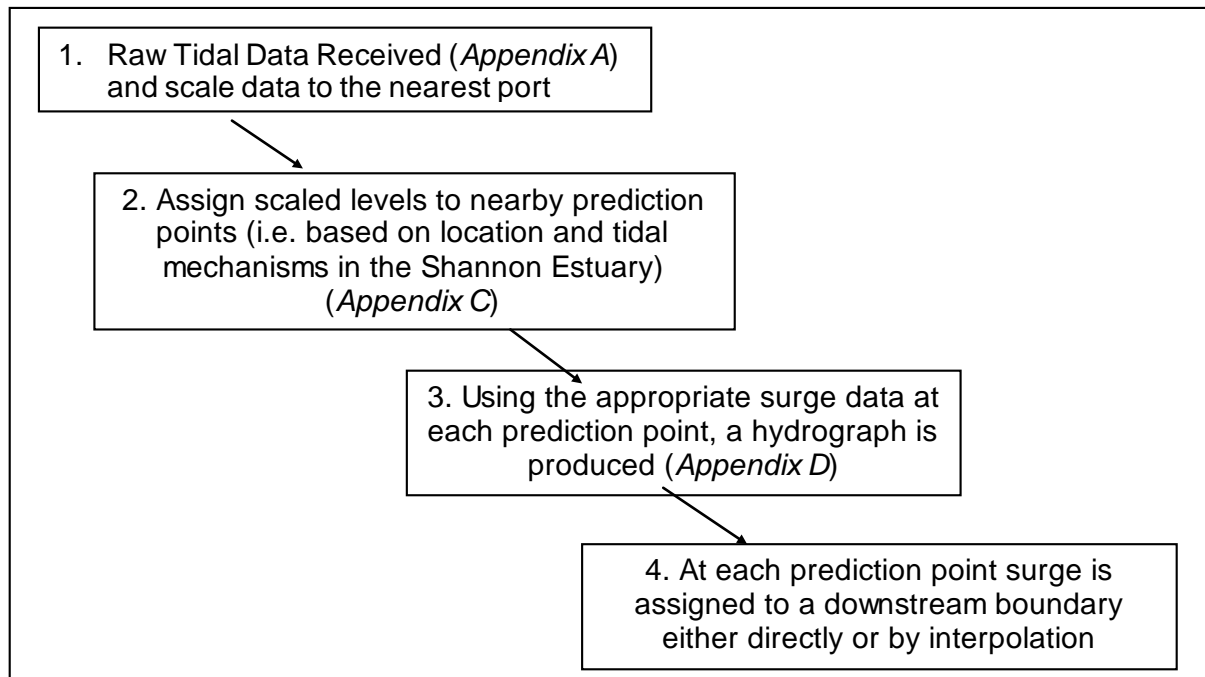 1. Raw Tidal Data Received (Appendix A)
and scale data to the nearest port
2. Assign scaled levels to nearby prediction
points (i.e. based on location and tidal
mechanisms in the Shannon Estuary)
(Appendix C)
3. Using the appropriate surge data at
each prediction point, a hydrograph is
produced (Appendix D)
4. At each prediction point surge is
assigned to a downstream boundary
either directly or by interpolation